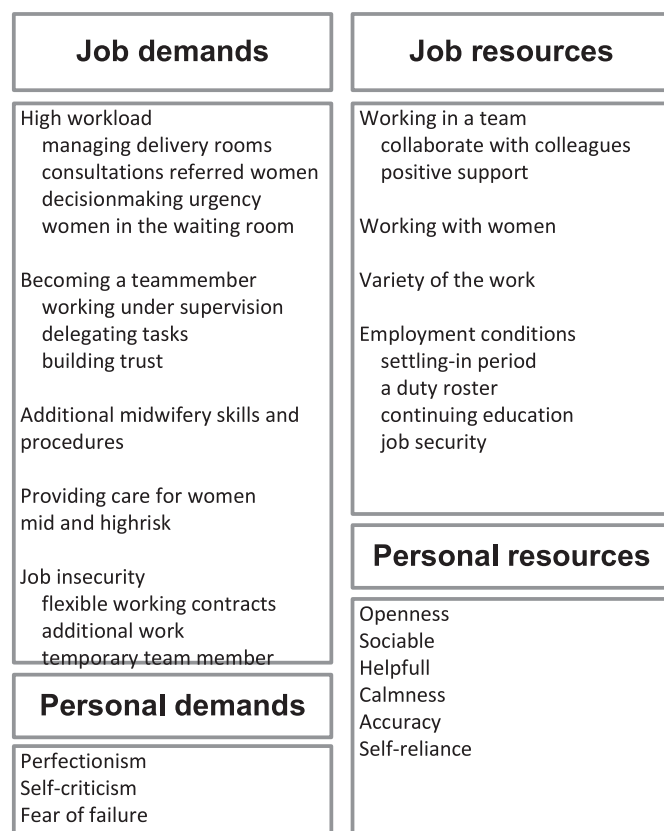 Job demands
High workload
managing delivery rooms
consultations referred women
decisionmaking urgency
women in the waiting room
Becoming a teammember
working under supervision
delegating tasks
building trust
Additional midwifery skills and
procedures
Providing care for women
mid and highrisk
Job insecurity
flexible working contracts
additional work
temporary team member
Personal demands
Perfectionism
Self-criticism
Fear of failure
Job resources
Working in a team
collaborate with colleagues
positive support
Working with women
Variety of the work
Employment conditions
settling-in period
a duty roster
continuing education
job security
Personal resources
Openness
Sociable
Helpfull
Calmness
Accuracy
Self-reliance